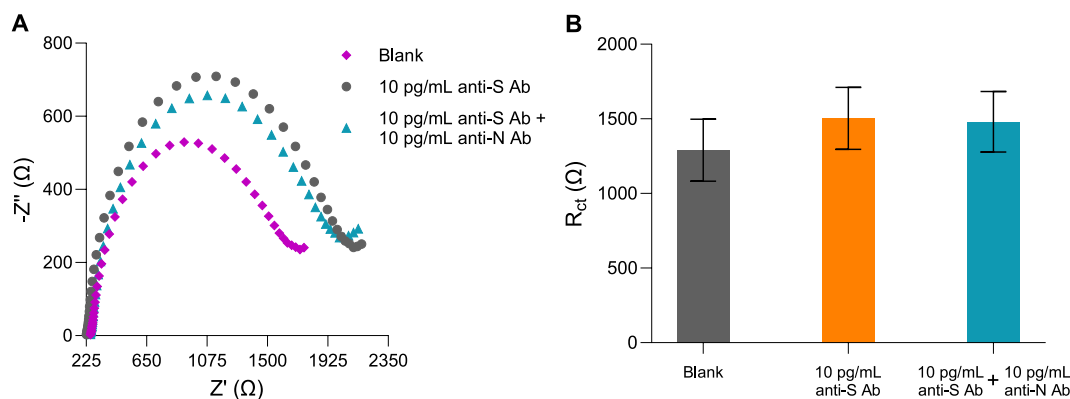 A
Blank
10 pg/mL anti-S Ab
10 pg/mL anti-S Ab +
10 pg/mL anti-N Ab
800
600
400
200
0
-Z'' (Ω)
225 650 1075 1500 1925 2350
Z' (Ω)
B
2000
1500
1000
500
0
R_ct (Ω)
Blank
10 pg/mL
anti-S Ab
10 pg/mL
anti-S Ab
+
10 pg/mL
anti-N Ab